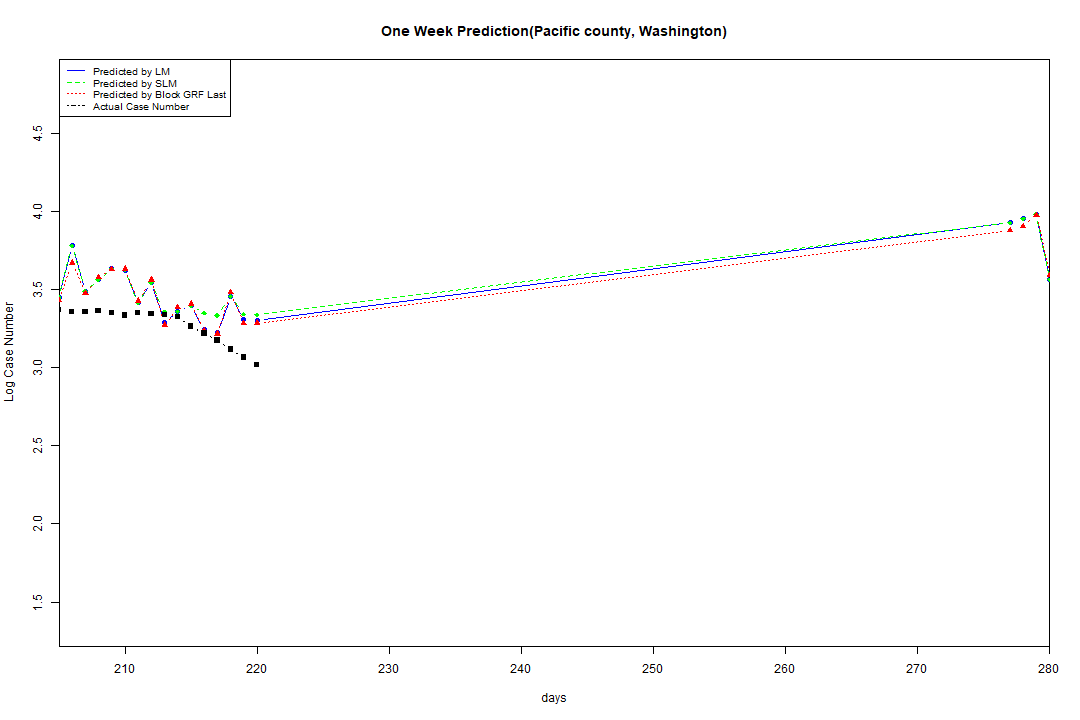 One Week Prediction(Pacific county, Washington)
Predicted by LM
Predicted by SLM
Predicted by Block GRF Last
Actual Case Number
4.5
4.0
3.5
3.0
2.5
2.0
1.5
Log Case Number
210 220 230 240 250 260 270 280
days